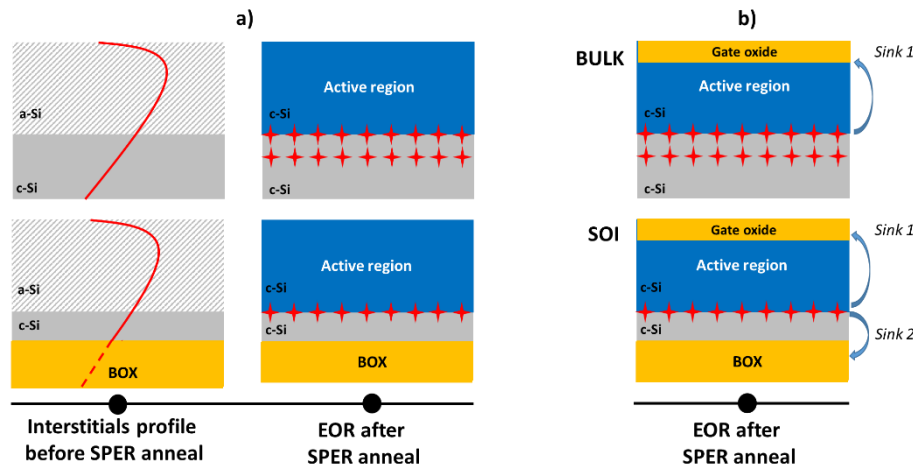 a)
a-Si
c-Si
Active region
c-Si
c-Si
a-Si
c-Si
BOX
Active region
c-Si
c-Si
BOX
Interstitials profile
before SPER anneal
EOR after
SPER anneal
b)
BULK
Gate oxide
Sink 1
Active region
c-Si
c-Si
SOI
Gate oxide
Sink 1
Active region
c-Si
c-Si
Sink 2
BOX
EOR after
SPER anneal